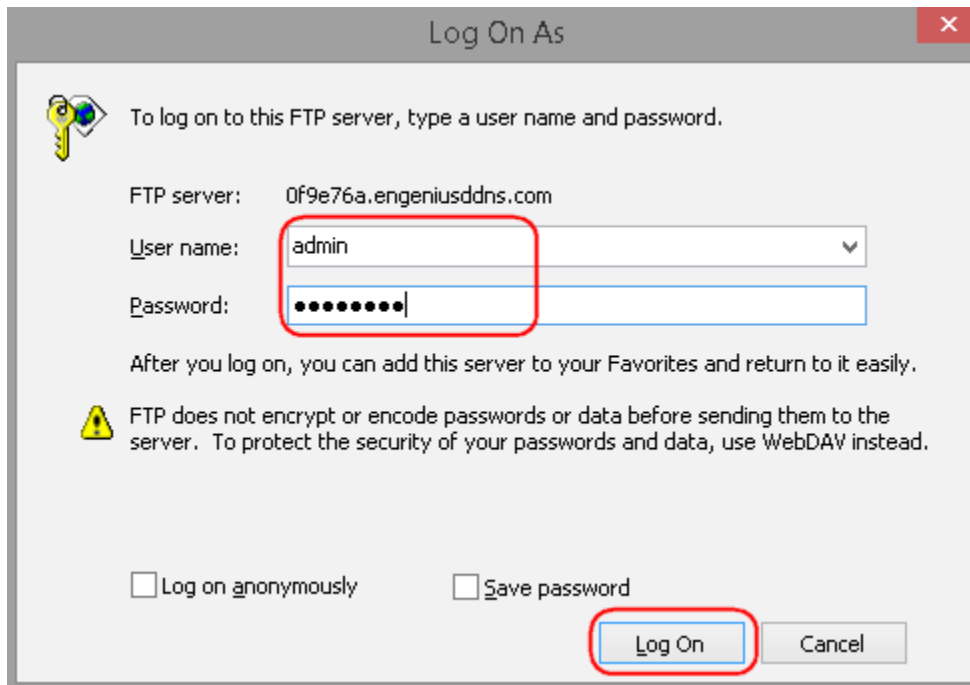 Log On As
To log on to this FTP server, type a user name and password.
FTP server: 0f9e76a.engeniusddns.com
User name: admin
Password: ●●●●●●●●
After you log on, you can add this server to your Favorites and return to it easily.
FTP does not encrypt or encode passwords or data before sending them to the
server. To protect the security of your passwords and data, use WebDAV instead.
Log on anonymously Save password
Log On Cancel